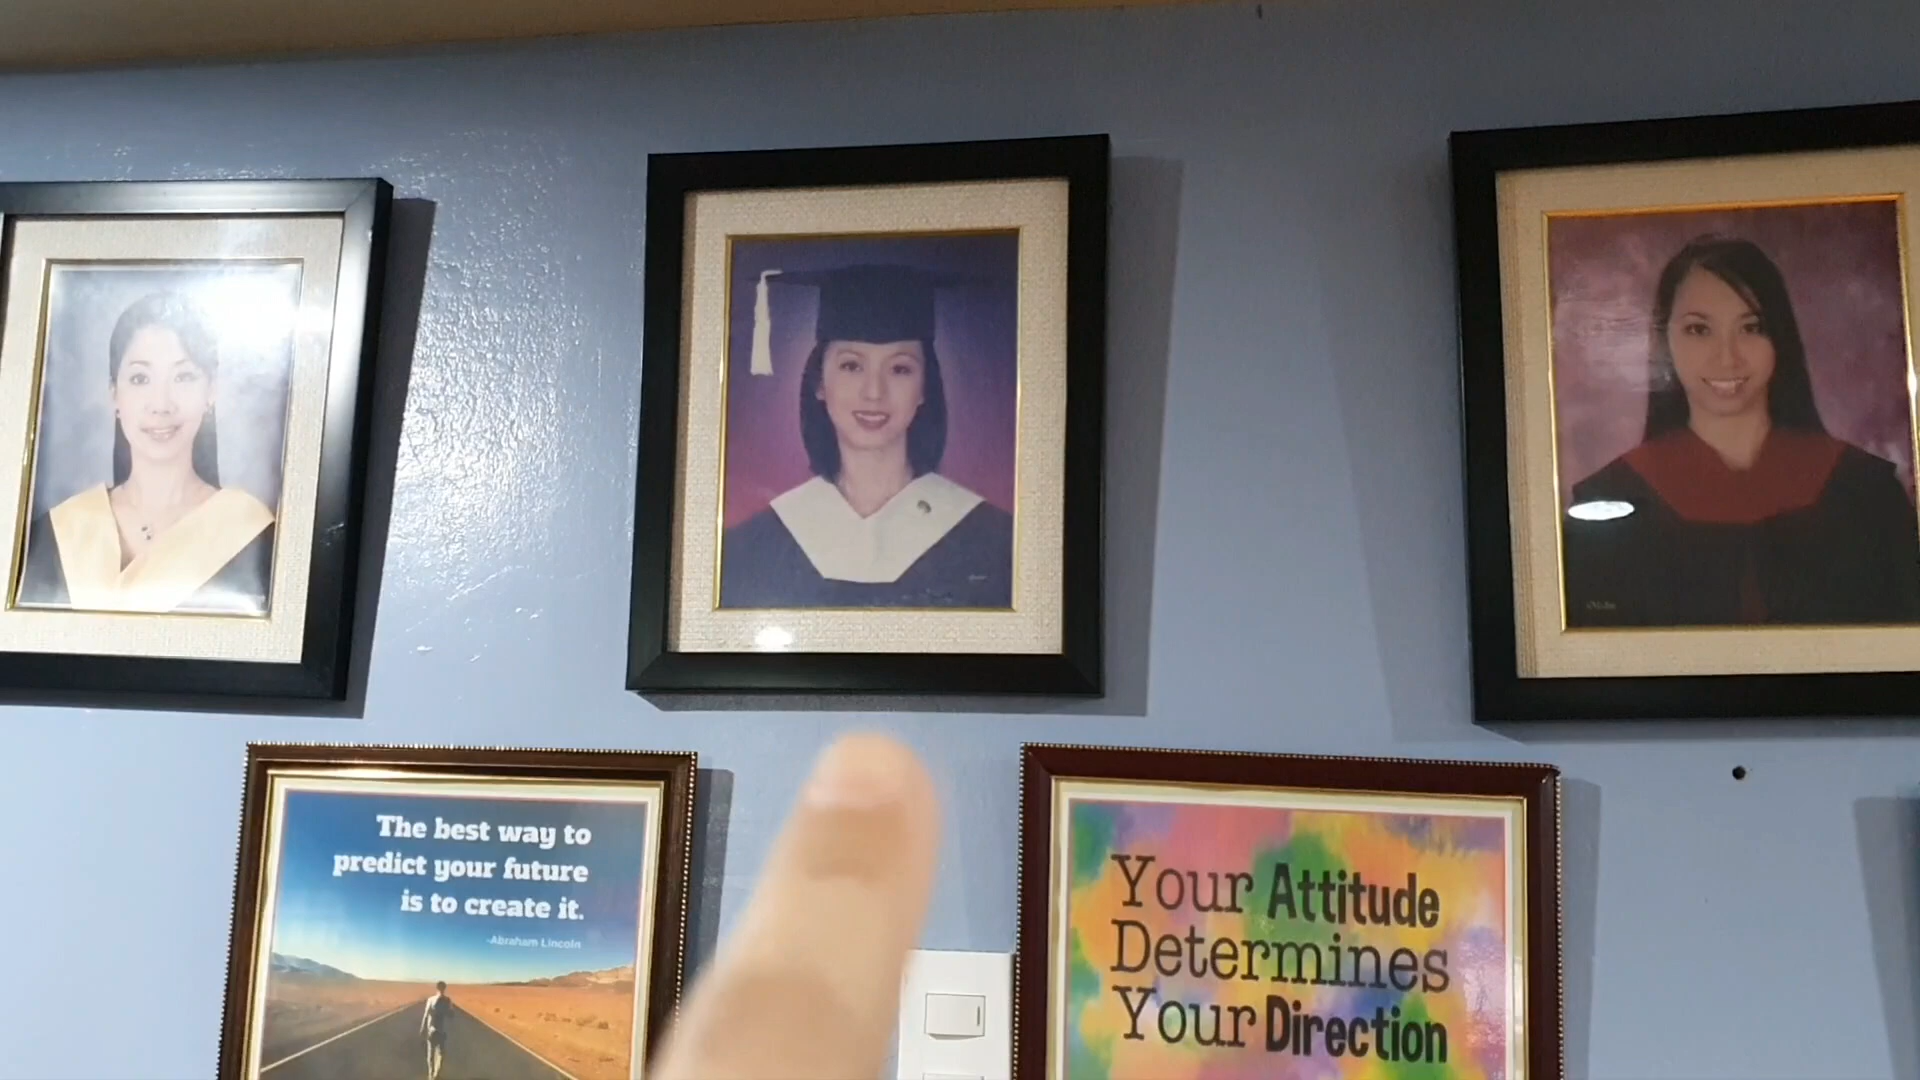 The best way to
predict your future
is to create it.
-Abraham Lincoln
Your Attitude
Determines
Your Direction